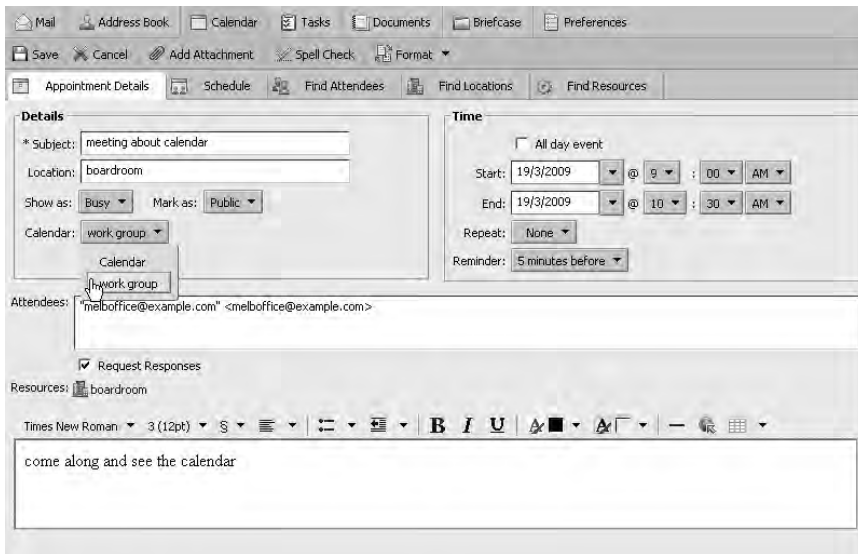 Mail Address Book Calendar Tasks Documents Briefcase Preferences
Save Cancel Add Attachment Spell Check Format
Appointment Details Schedule Find Attendees Find Locations Find Resources
Details
* Subject: meeting about calendar
Location: boardroom
Show as: Busy Mark as: Public
Calendar: work group
Calendar
work group
Time
All day event
Start: 19/3/2009 @ 9 : 00 AM
End: 19/3/2009 @ 10 : 30 AM
Repeat: None
Reminder: 5 minutes before
Attendees: "melboffice@example.com" <melboffice@example.com>
Request Responses
Resources: boardroom
Times New Roman 3 (12pt) § B I U
come along and see the calendar